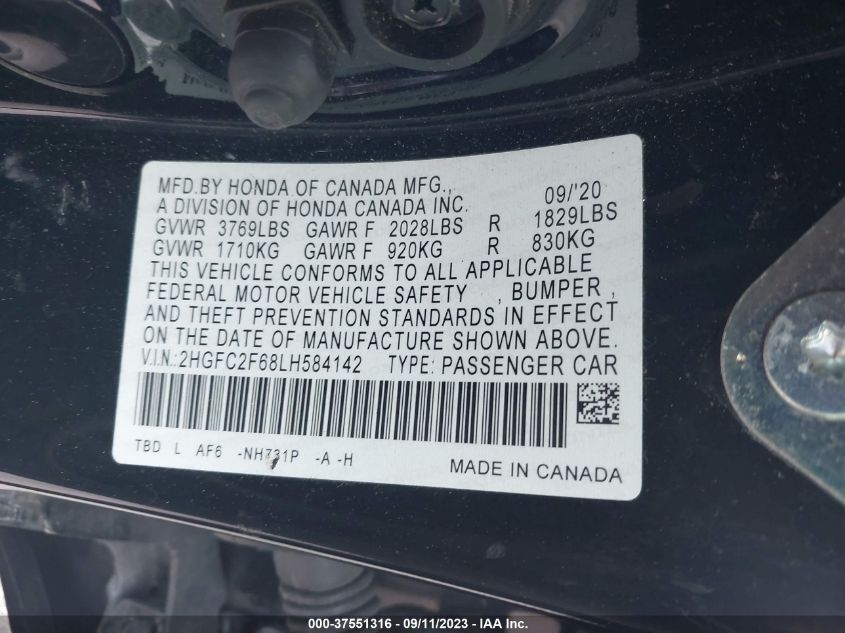 MFD.BY HONDA OF CANADA MFG.,
A DIVISION OF HONDA CANADA INC. 09/'20
GVWR 3769LBS GAWR F 2028LBS R 1829LBS
GVWR 1710KG GAWR F 920KG R 830KG
THIS VEHICLE CONFORMS TO ALL APPLICABLE
FEDERAL MOTOR VEHICLE SAFETY , BUMPER ,
AND THEFT PREVENTION STANDARDS IN EFFECT
ON THE DATE OF MANUFACTURE SHOWN ABOVE.
V.I.N.:2HGFC2F68LH584142 TYPE: PASSENGER CAR
TBD L AF6 -NH731P -A -H
MADE IN CANADA
000-37551316 - 09/11/2023 - IAA Inc.